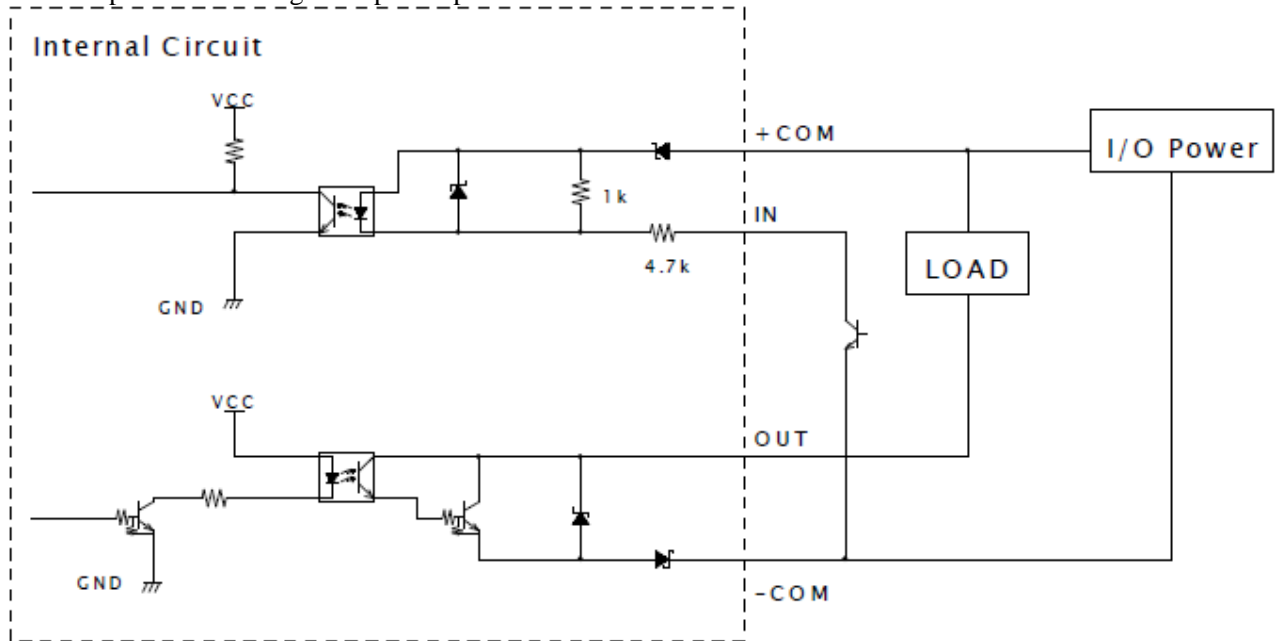 Internal Circuit
VCC
+COM
I/O Power
1k
IN
4.7k
LOAD
GND
VCC
OUT
GND
-COM